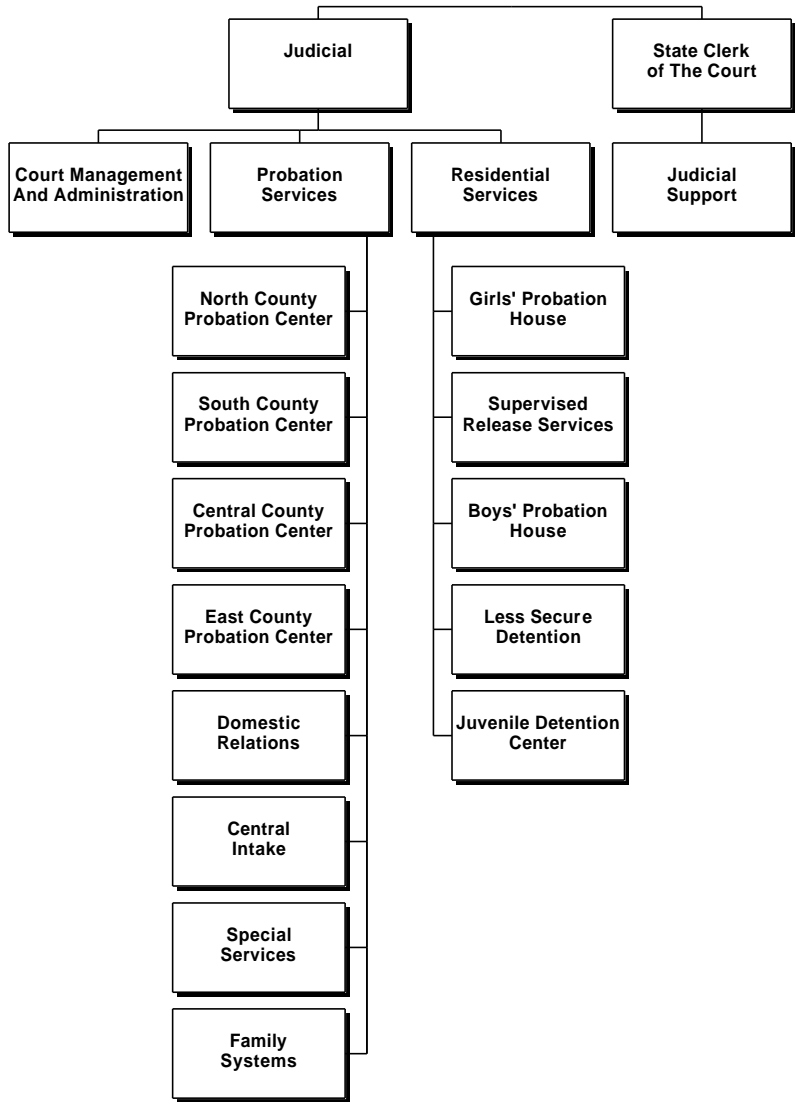 Judicial
State Clerk
of The Court
Court Management
And Administration
Probation
Services
Residential
Services
Judicial
Support
North County
Probation Center
South County
Probation Center
Central County
Probation Center
East County
Probation Center
Domestic
Relations
Central
Intake
Special
Services
Family
Systems
Girls' Probation
House
Supervised
Release Services
Boys' Probation
House
Less Secure
Detention
Juvenile Detention
Center